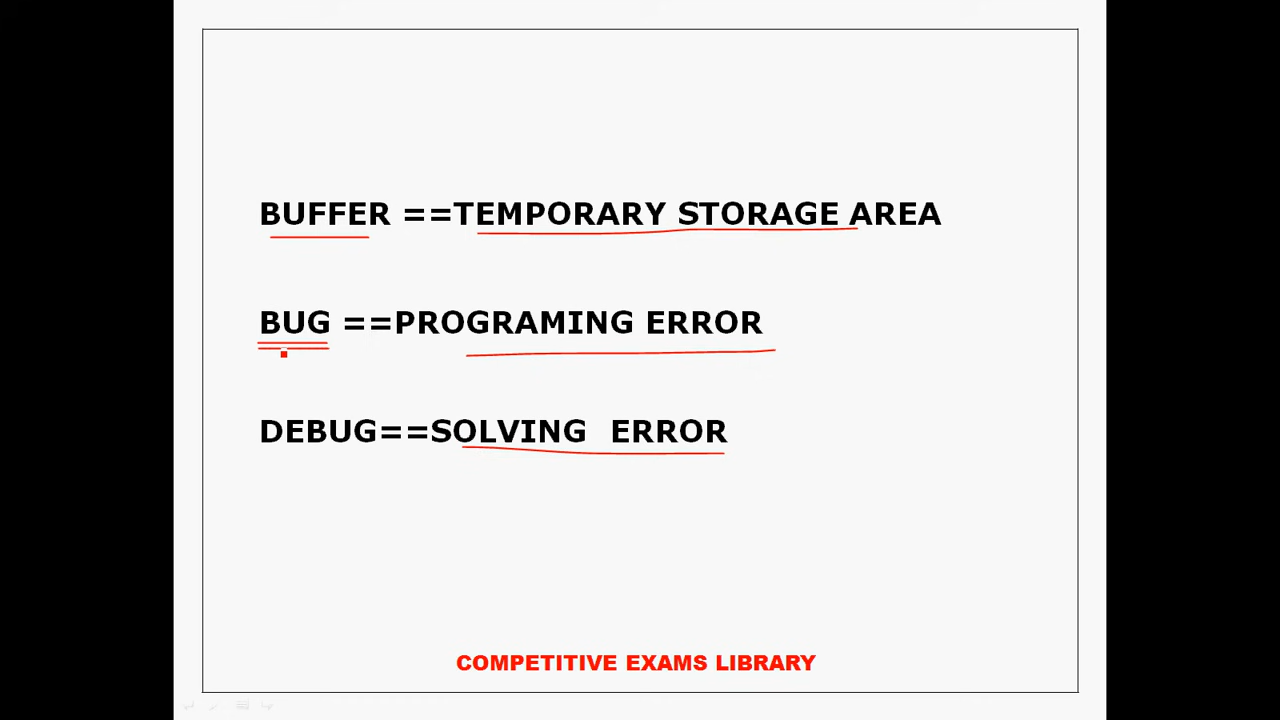 BUFFER ==TEMPORARY STORAGE AREA
BUG ==PROGRAMING ERROR
DEBUG==SOLVING  ERROR
COMPETITIVE EXAMS LIBRARY